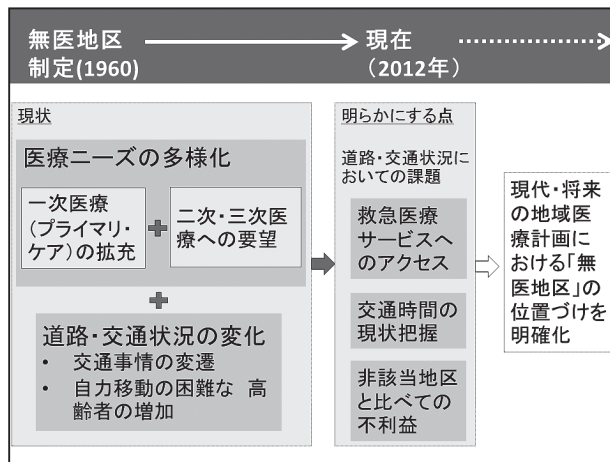 無医地区
制定(1960)
現在
(2012年)
現状
医療ニーズの多様化
一次医療
(プライマリ・
ケア)の拡充
+
二次・三次医
療への要望
+
道路・交通状況の変化
• 交通事情の変遷
• 自力移動の困難な 高
齢者の増加
明らかにする点
道路・交通状況に
おいての課題
救急医療
サービスへ
のアクセス
交通時間の
現状把握
非該当地区
と比べての
不利益
現代・将来
の地域医
療計画に
おける「無
医地区」の
位置づけを
明確化